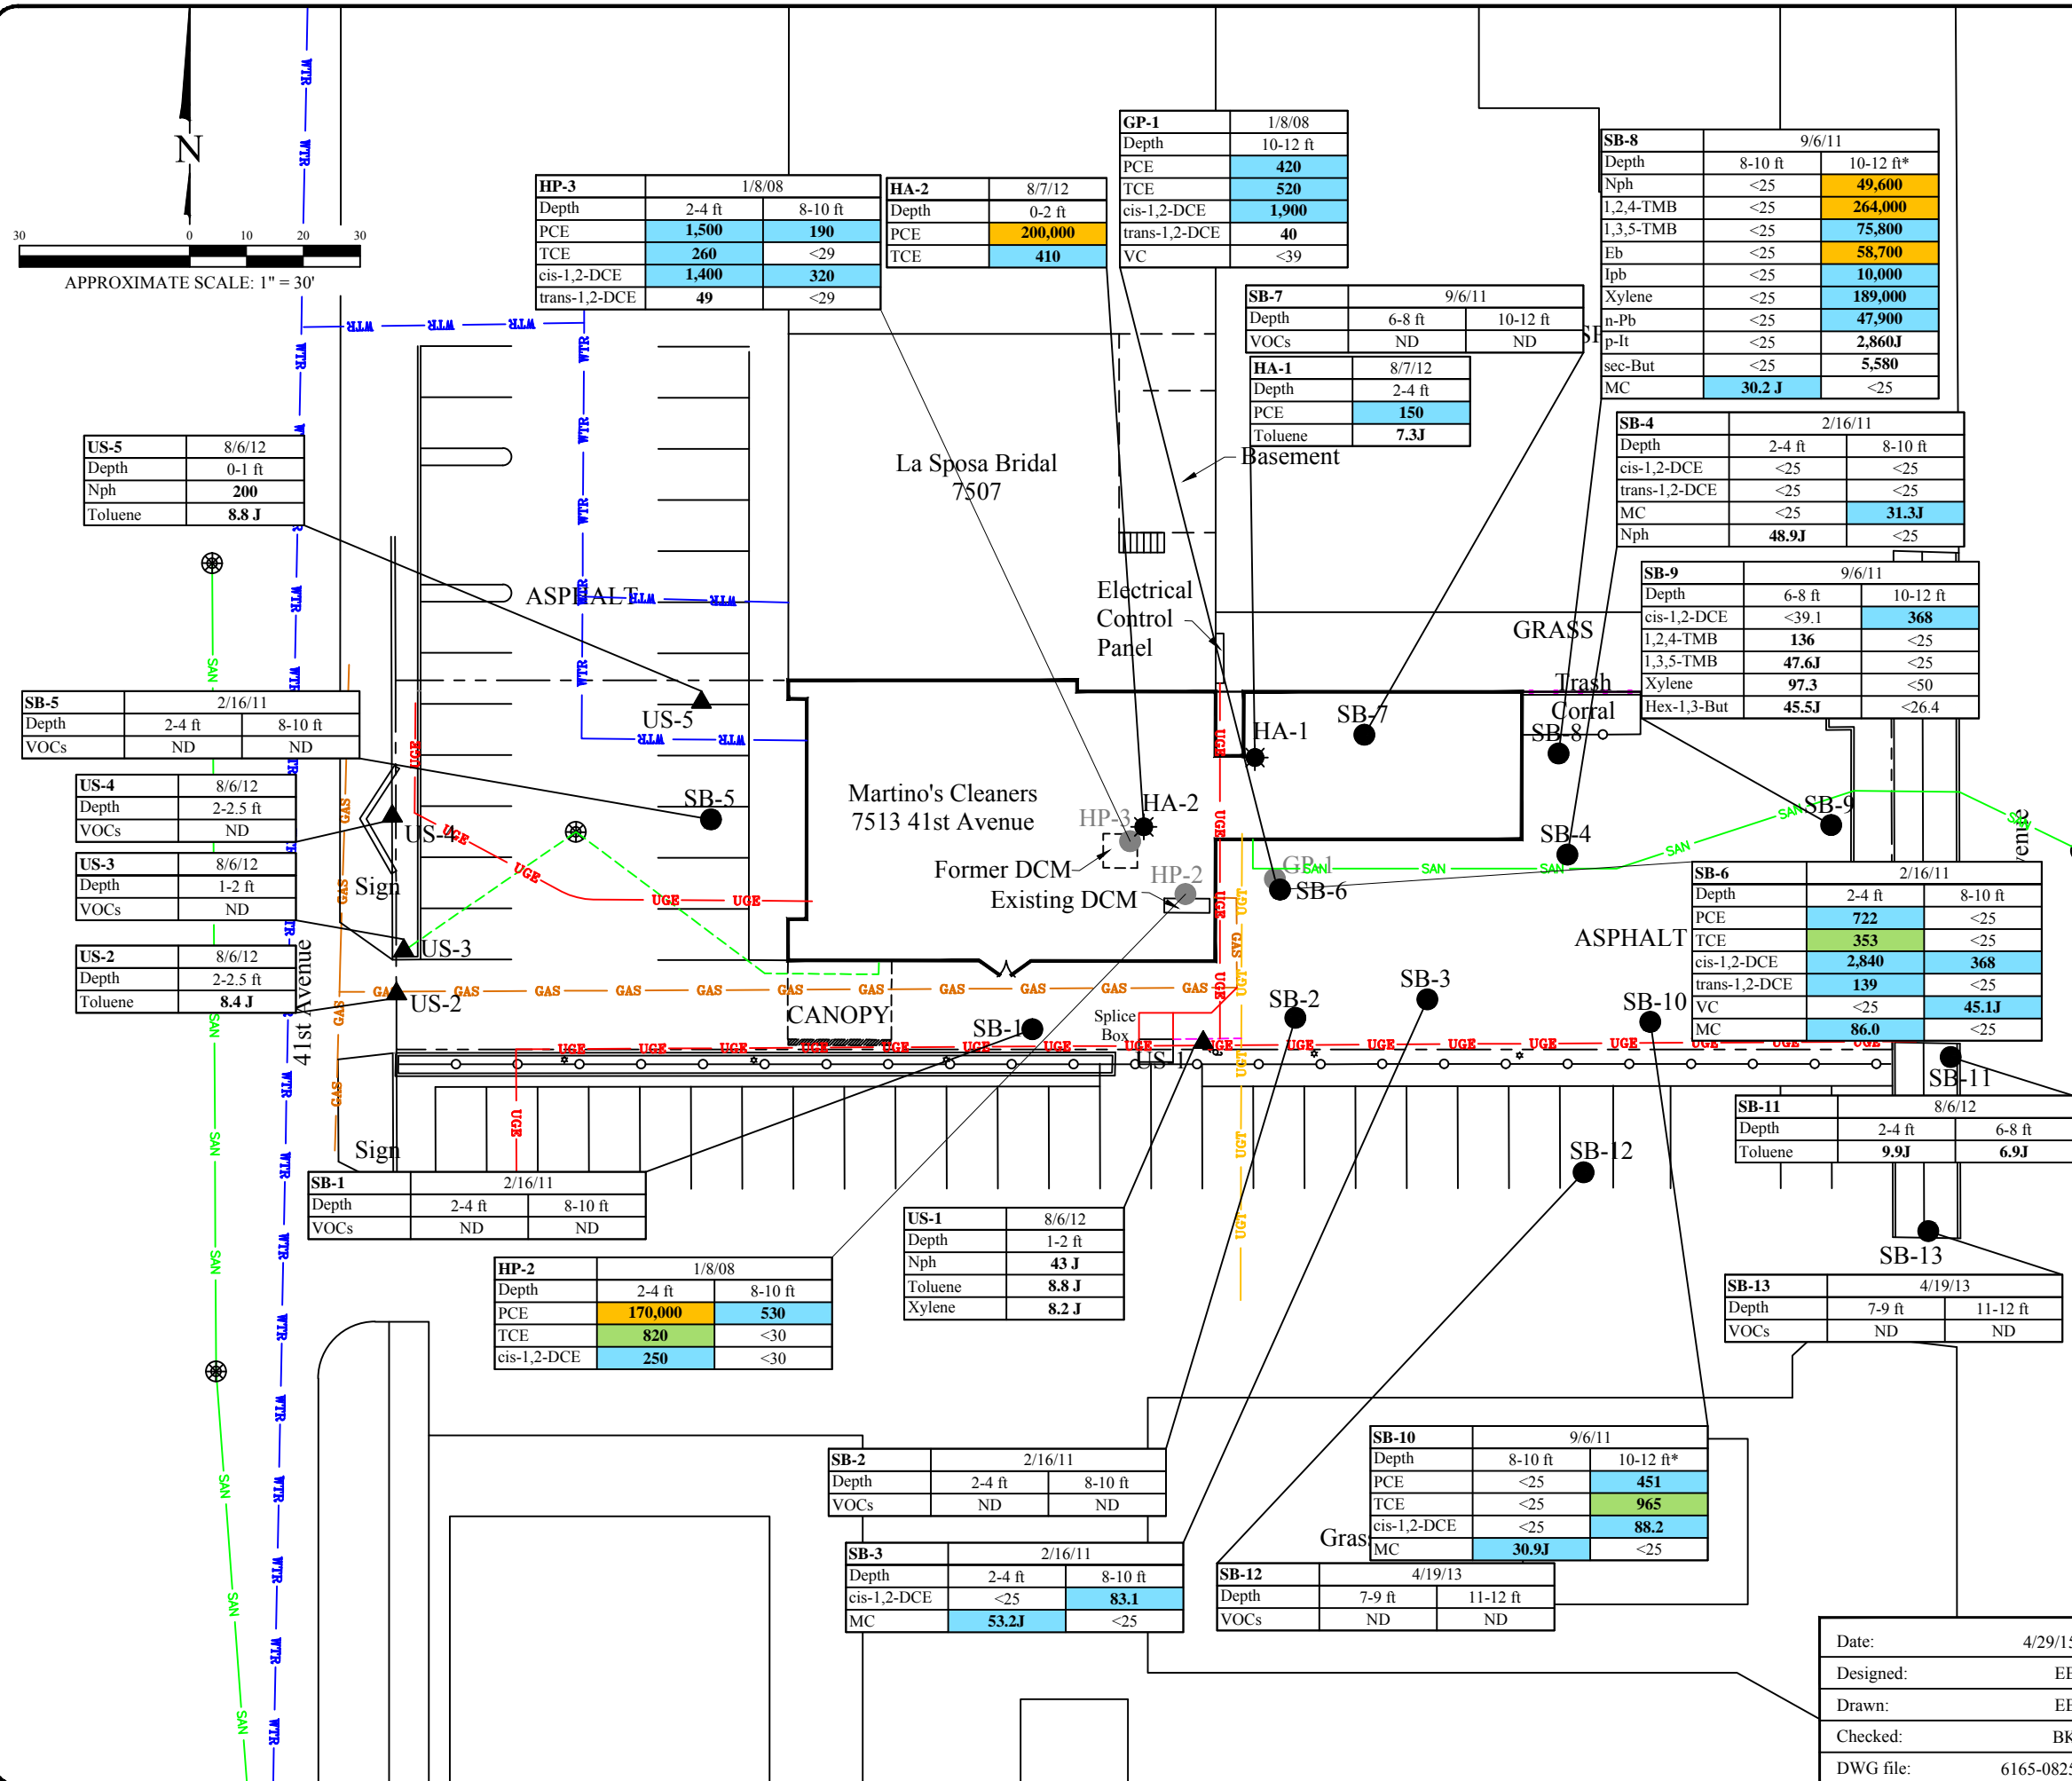 N
30 0 10 20 30
APPROXIMATE SCALE: 1" = 30'
HP-3 1/8/08
Depth 2-4 ft 8-10 ft
PCE 1,500 190
TCE 260 <29
cis-1,2-DCE 1,400 320
trans-1,2-DCE 49 <29
HA-2 8/7/12
Depth 0-2 ft
PCE 200,000
TCE 410
GP-1 1/8/08
Depth 10-12 ft
PCE 420
TCE 520
cis-1,2-DCE 1,900
trans-1,2-DCE 40
VC <39
SB-8 9/6/11
Depth 8-10 ft 10-12 ft*
Nph <25 49,600
1,2,4-TMB <25 264,000
1,3,5-TMB <25 75,800
Eb <25 58,700
Ipb <25 10,000
Xylene <25 189,000
n-Pb <25 47,900
p-It <25 2,860J
sec-But <25 5,580
MC 30.2 J <25
SB-7 9/6/11
Depth 6-8 ft 10-12 ft
VOCs ND ND
HA-1 8/7/12
Depth 2-4 ft
PCE 150
Toluene 7.3J
SB-4 2/16/11
Depth 2-4 ft 8-10 ft
cis-1,2-DCE <25 <25
trans-1,2-DCE <25 <25
MC <25 31.3J
Nph 48.9J <25
US-5 8/6/12
Depth 0-1 ft
Nph 200
Toluene 8.8 J
La Sposa Bridal
7507
Basement
SB-9 9/6/11
Depth 6-8 ft 10-12 ft
cis-1,2-DCE <39.1 368
1,2,4-TMB 136 <25
1,3,5-TMB 47.6J <25
Xylene 97.3 <50
Hex-1,3-But 45.5J <26.4
ASPHALT
Electrical
Control
Panel
GRASS
Trash
Corral
SB-5 2/16/11
Depth 2-4 ft 8-10 ft
VOCs ND ND
US-5
HA-1
SB-7
SB-8
US-4 8/6/12
Depth 2-2.5 ft
VOCs ND
US-4
SB-5
Martino's Cleaners
7513 41st Avenue
HP-3
HA-2
SB-4
SB-9
US-3 8/6/12
Depth 1-2 ft
VOCs ND
Sign
Former DCM
HP-2
Existing DCM
GP-1
SB-6
SB-6 2/16/11
Depth 2-4 ft 8-10 ft
PCE 722 <25
TCE 353 <25
cis-1,2-DCE 2,840 368
trans-1,2-DCE 139 <25
VC <25 45.1J
MC 86.0 <25
US-2 8/6/12
Depth 2-2.5 ft
Toluene 8.4 J
41st Avenue
US-3
US-2
ASPHALT
CANOPY
SB-1
Splice
Box
US-1
SB-2
SB-3
SB-10
SB-11
SB-11 8/6/12
Depth 2-4 ft 6-8 ft
Toluene 9.9J 6.9J
Sign
SB-12
SB-1 2/16/11
Depth 2-4 ft 8-10 ft
VOCs ND ND
US-1 8/6/12
Depth 1-2 ft
Nph 43 J
Toluene 8.8 J
Xylene 8.2 J
SB-13
SB-13 4/19/13
Depth 7-9 ft 11-12 ft
VOCs ND ND
HP-2 1/8/08
Depth 2-4 ft 8-10 ft
PCE 170,000 530
TCE 820 <30
cis-1,2-DCE 250 <30
SB-2 2/16/11
Depth 2-4 ft 8-10 ft
VOCs ND ND
SB-10 9/6/11
Depth 8-10 ft 10-12 ft*
PCE <25 451
TCE <25 965
cis-1,2-DCE <25 88.2
MC 30.9J <25
SB-3 2/16/11
Depth 2-4 ft 8-10 ft
cis-1,2-DCE <25 83.1
MC 53.2J <25
SB-12 4/19/13
Depth 7-9 ft 11-12 ft
VOCs ND ND
Date: 4/29/15
Designed:
Drawn:
Checked: BK
DWG file: 6165-0825
WTR
SAN
GAS
UGE
UGT